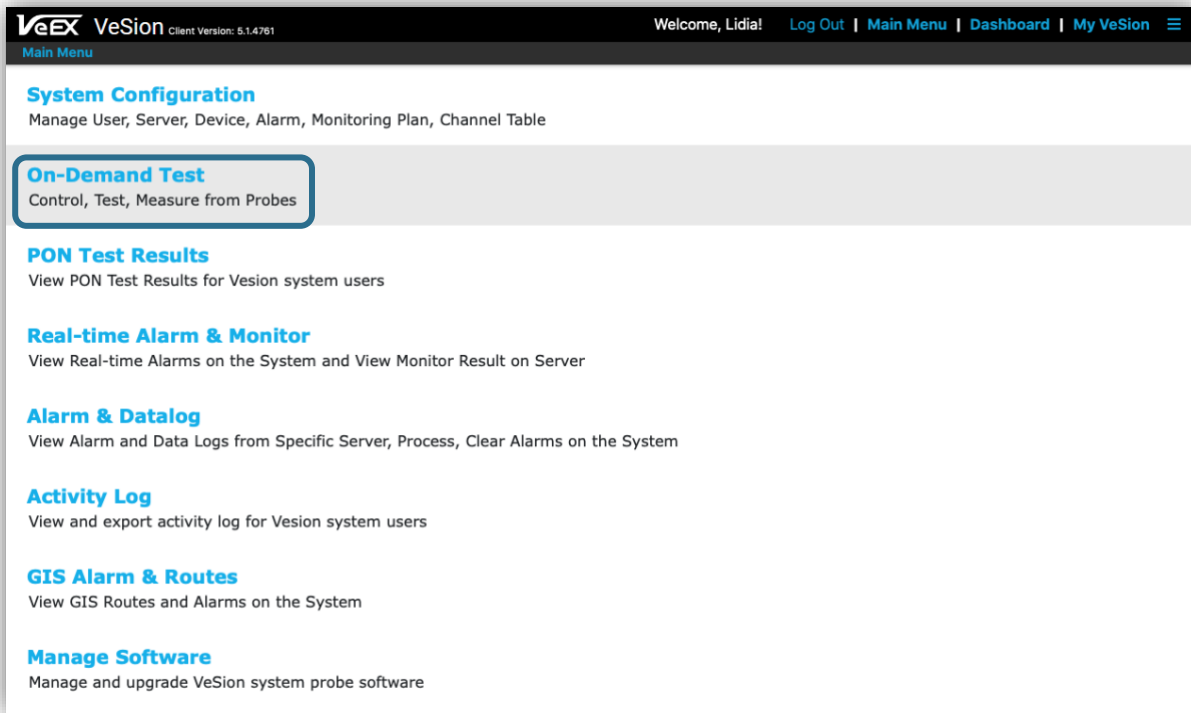 VeEX VeSion Client Version: 5.1.4761 Welcome, Lidia! Log Out | Main Menu | Dashboard | My VeSion
Main Menu
System Configuration
Manage User, Server, Device, Alarm, Monitoring Plan, Channel Table
On-Demand Test
Control, Test, Measure from Probes
PON Test Results
View PON Test Results for Vesion system users
Real-time Alarm & Monitor
View Real-time Alarms on the System and View Monitor Result on Server
Alarm & Datalog
View Alarm and Data Logs from Specific Server, Process, Clear Alarms on the System
Activity Log
View and export activity log for Vesion system users
GIS Alarm & Routes
View GIS Routes and Alarms on the System
Manage Software
Manage and upgrade VeSion system probe software